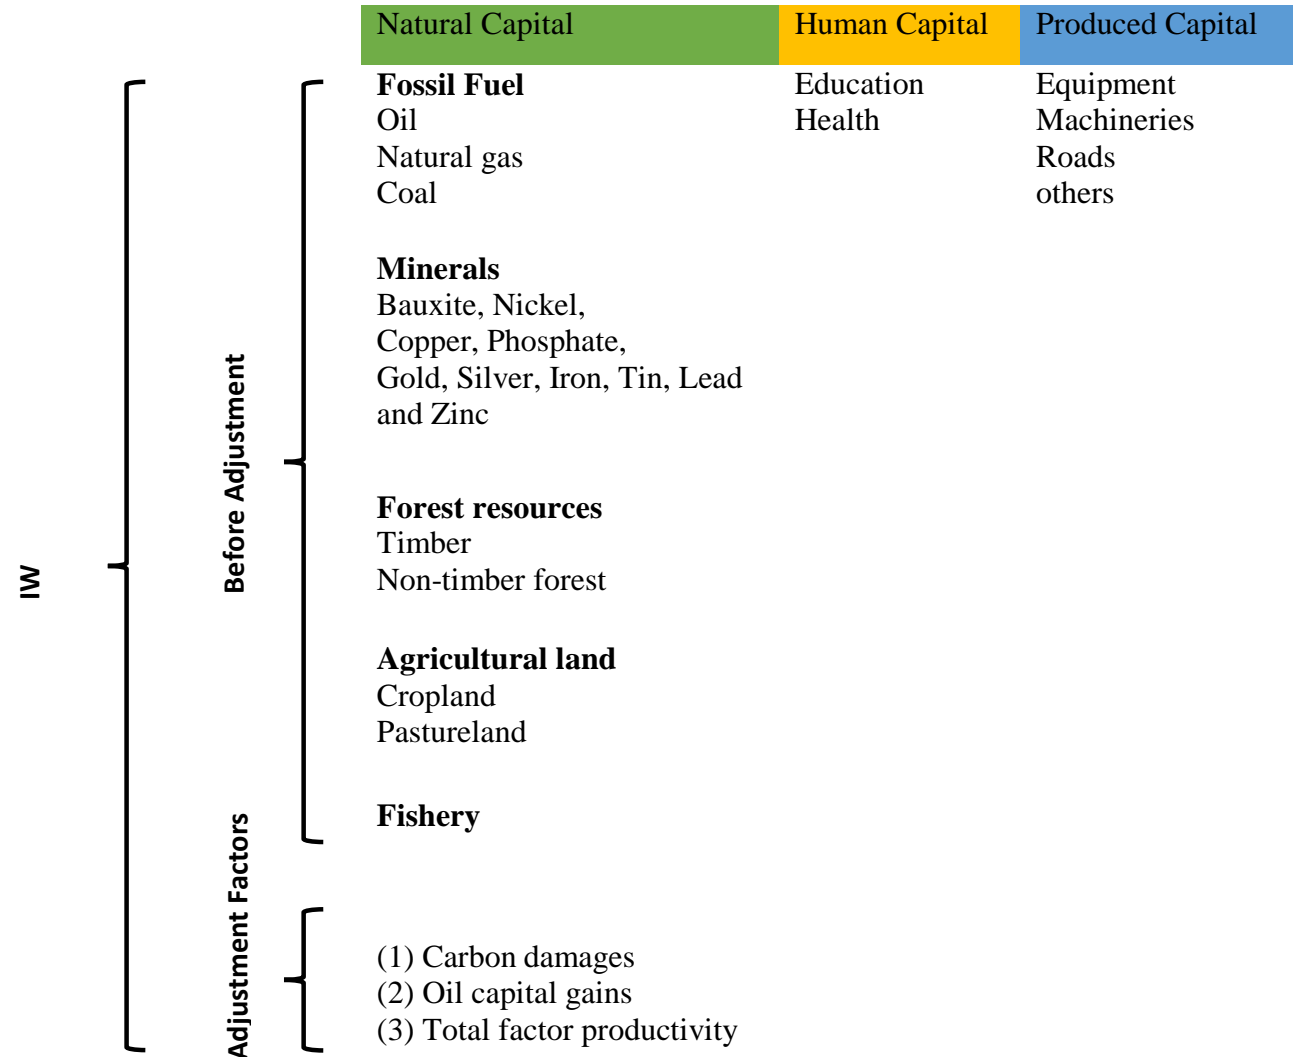 Natural Capital Human Capital Produced Capital
Fossil Fuel Education Equipment
Oil Health Machineries
Natural gas Roads
Coal others
Minerals
Bauxite, Nickel,
Copper, Phosphate,
Gold, Silver, Iron, Tin, Lead
and Zinc
Forest resources
Timber
Non-timber forest
Agricultural land
Cropland
Pastureland
Fishery
(1) Carbon damages
(2) Oil capital gains
(3) Total factor productivity
IW
Before Adjustment
Adjustment Factors